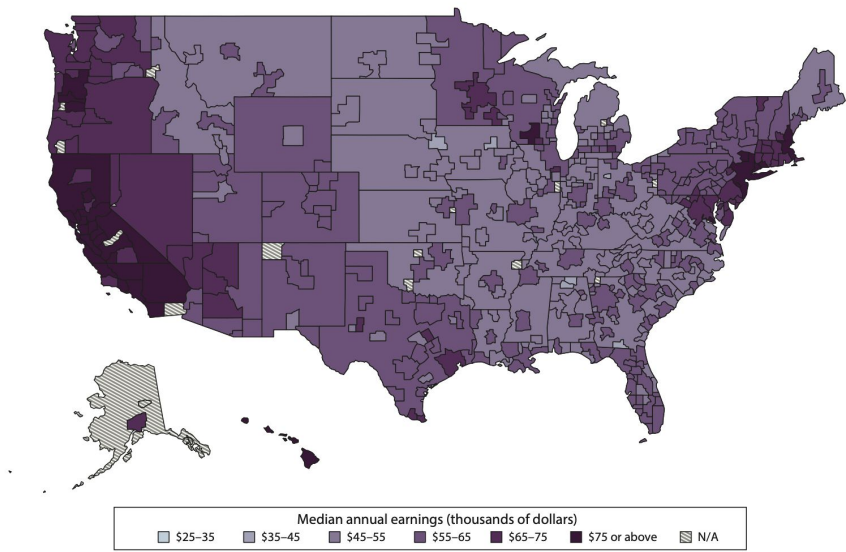 Median annual earnings (thousands of dollars)
$25–35 $35–45 $45–55 $55–65 $65–75 $75 or above N/A